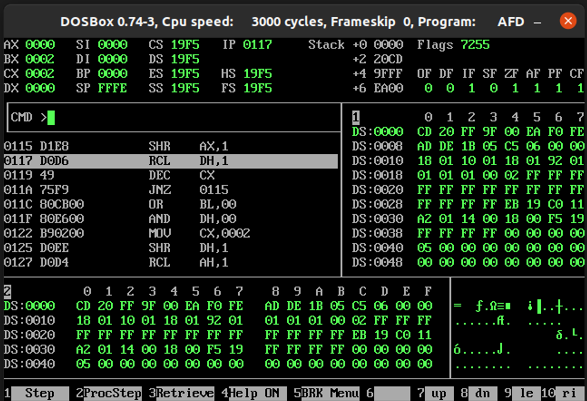 DOSBox 0.74-3, Cpu speed: 3000 cycles, Frameskip 0, Program: AFD
AX 0000 SI 0000 CS 19F5 IP 0117 Stack +0 0000 Flags 7255
BX 0002 DI 0000 DS 19F5 +2 20CD
CX 0002 BP 0000 ES 19F5 HS 19F5 +4 9FFF OF DF IF SF ZF AF PF CF
DX 0000 SP FFFE SS 19F5 FS 19F5 +6 EA00 0 0 1 0 1 1 1 1
CMD >
1 0 1 2 3 4 5 6 7
DS:0000 CD 20 FF 9F 00 EA F0 FE
0115 D1E8 SHR AX,1 DS:0008 AD DE 1B 05 C5 06 00 00
0117 D0D6 RCL DH,1 DS:0010 18 01 10 01 18 01 92 01
0119 49 DEC CX DS:0018 01 01 01 00 02 FF FF FF
011A 75F9 JNZ 0115 DS:0020 FF FF FF FF FF FF FF FF
011C 80CB00 OR BL,00 DS:0028 FF FF FF FF EB 19 C0 11
011F 80E600 AND DH,00 DS:0030 A2 01 14 00 18 00 F5 19
0122 B90200 MOV CX,0002 DS:0038 FF FF FF FF 00 00 00 00
0125 D0EE SHR DH,1 DS:0040 05 00 00 00 00 00 00 00
0127 D0D4 RCL AH,1 DS:0048 00 00 00 00 00 00 00 00
2 0 1 2 3 4 5 6 7 8 9 A B C D E F
DS:0000 CD 20 FF 9F 00 EA F0 FE AD DE 1B 05 C5 06 00 00
DS:0010 18 01 10 01 18 01 92 01 01 01 01 00 02 FF FF FF
DS:0020 FF FF FF FF FF FF FF FF FF FF FF FF EB 19 C0 11
DS:0030 A2 01 14 00 18 00 F5 19 FF FF FF FF 00 00 00 00
DS:0040 05 00 00 00 00 00 00 00 00 00 00 00 00 00 00 00
1 Step 2ProcStep 3Retrieve 4Help ON 5BRK Menu 6 7 up 8 dn 9 le 10 ri